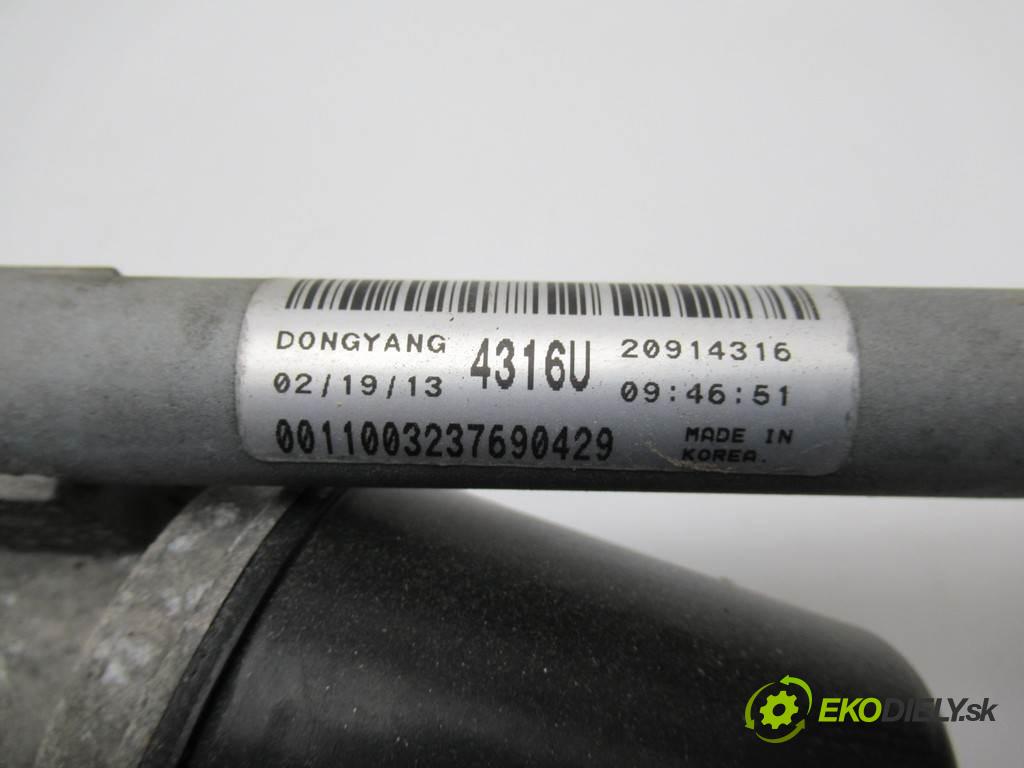 DONGYANG 4316U 20914316
02/19/13 09:46:51
0011003237690429 MADE IN
KOREA.
EKODIELY.sk